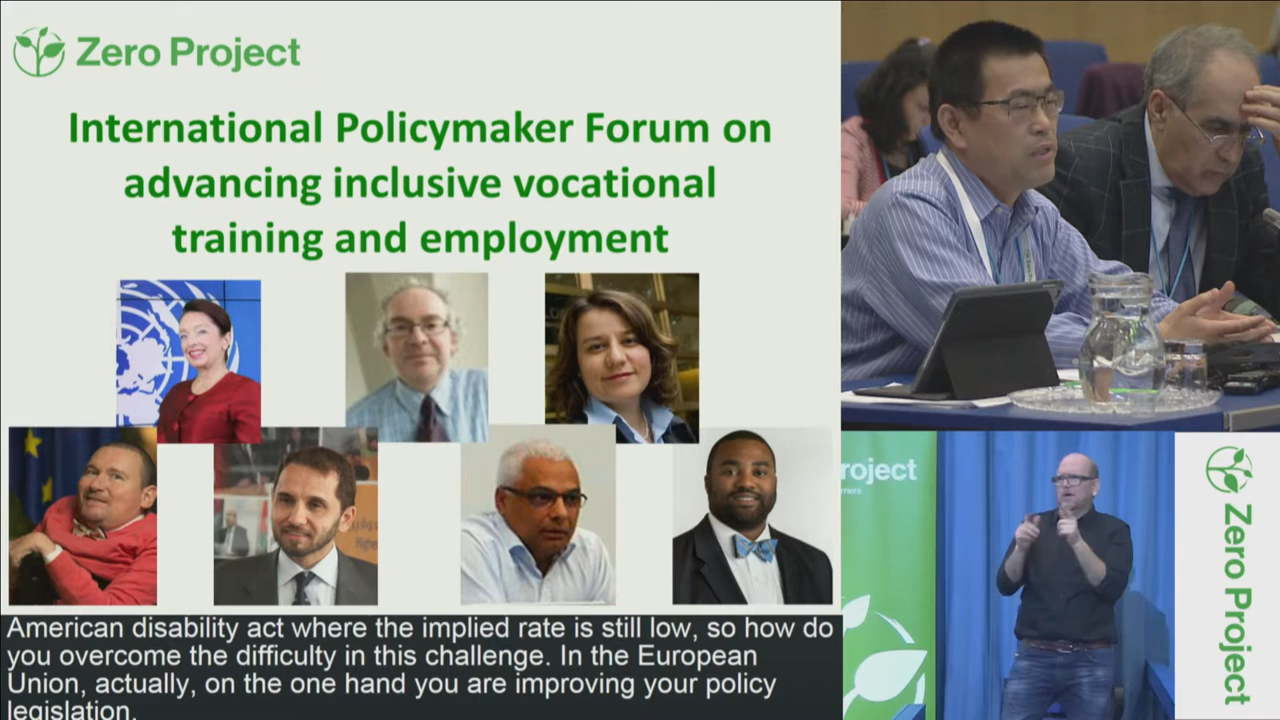 Zero Project
International Policymaker Forum on
advancing inclusive vocational
training and employment
American disability act where the implied rate is still low, so how do
you overcome the difficulty in this challenge. In the European
Union, actually, on the one hand you are improving your policy
legislation.
roject
Zero Project